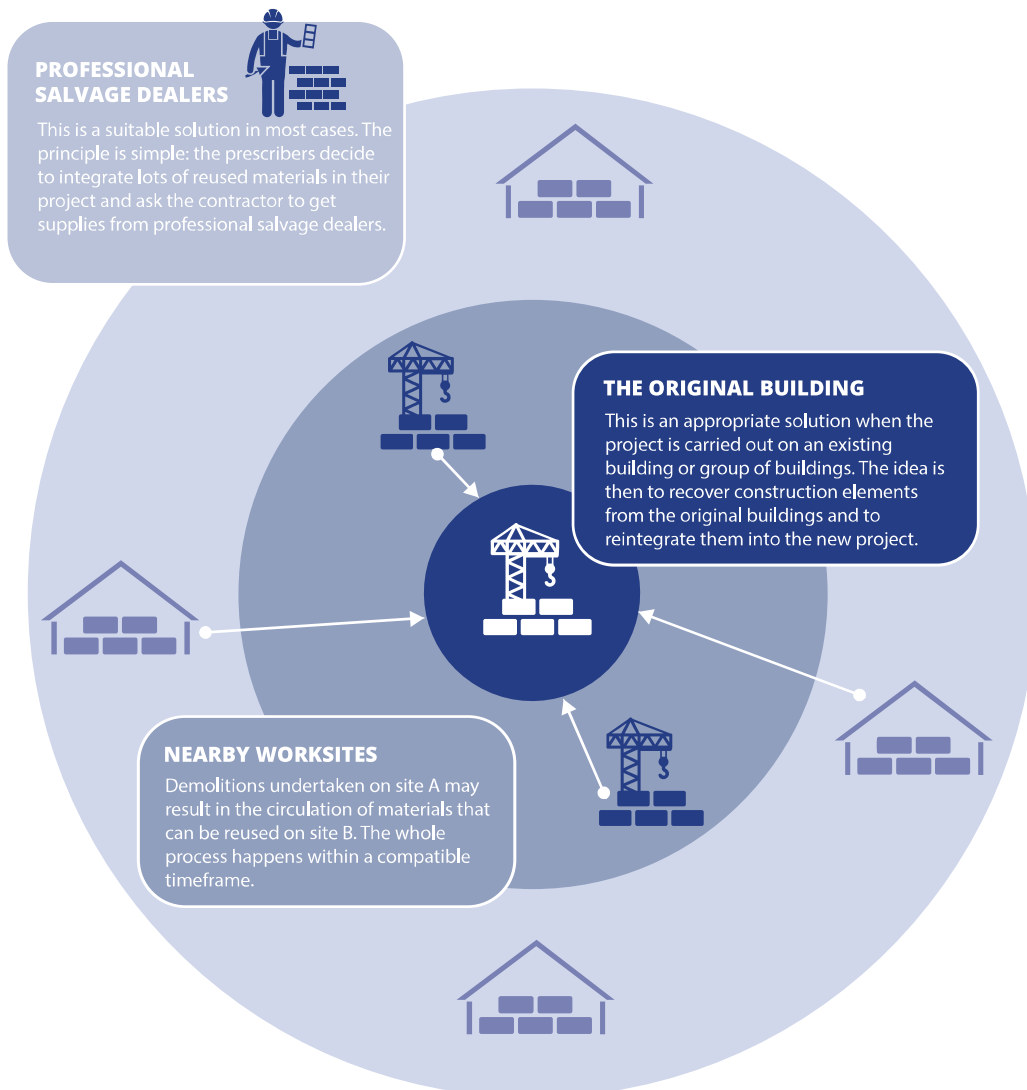 PROFESSIONAL
SALVAGE DEALERS
This is a suitable solution in most cases. The
principle is simple: the prescribers decide
to integrate lots of reused materials in their
project and ask the contractor to get
supplies from professional salvage dealers.
THE ORIGINAL BUILDING
This is an appropriate solution when the
project is carried out on an existing
building or group of buildings. The idea is
then to recover construction elements
from the original buildings and to
reintegrate them into the new project.
NEARBY WORKSITES
Demolitions undertaken on site A may
result in the circulation of materials that
can be reused on site B. The whole
process happens within a compatible
timeframe.